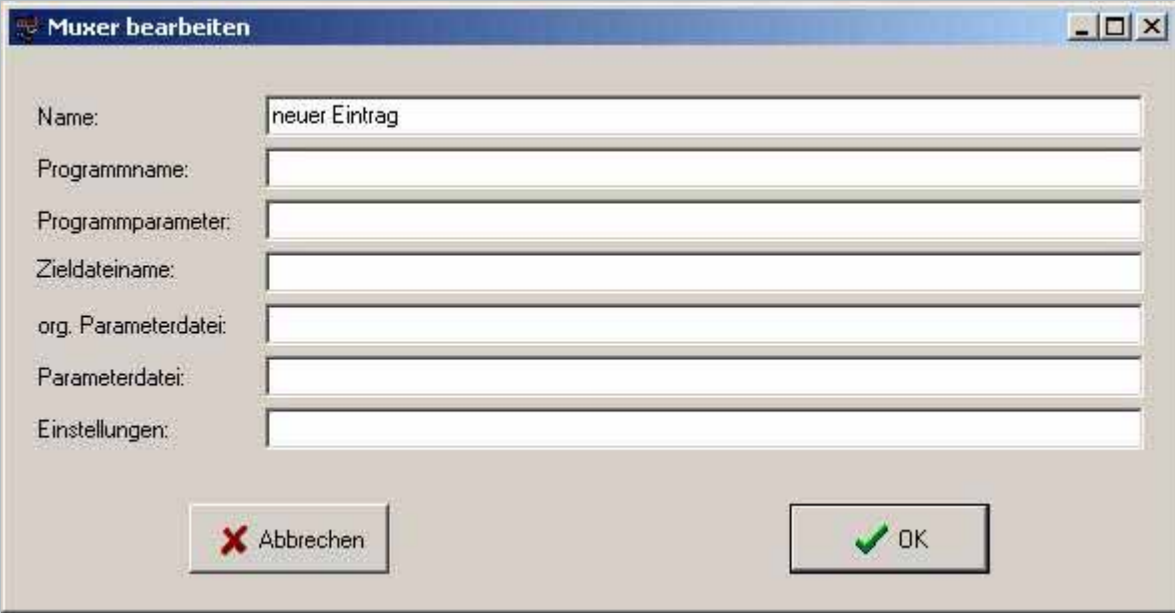 Muxer bearbeiten
Name: neuer Eintrag
Programmname:
Programmparameter:
Zieldateiname:
org. Parameterdatei:
Parameterdatei:
Einstellungen:
Abbrechen OK